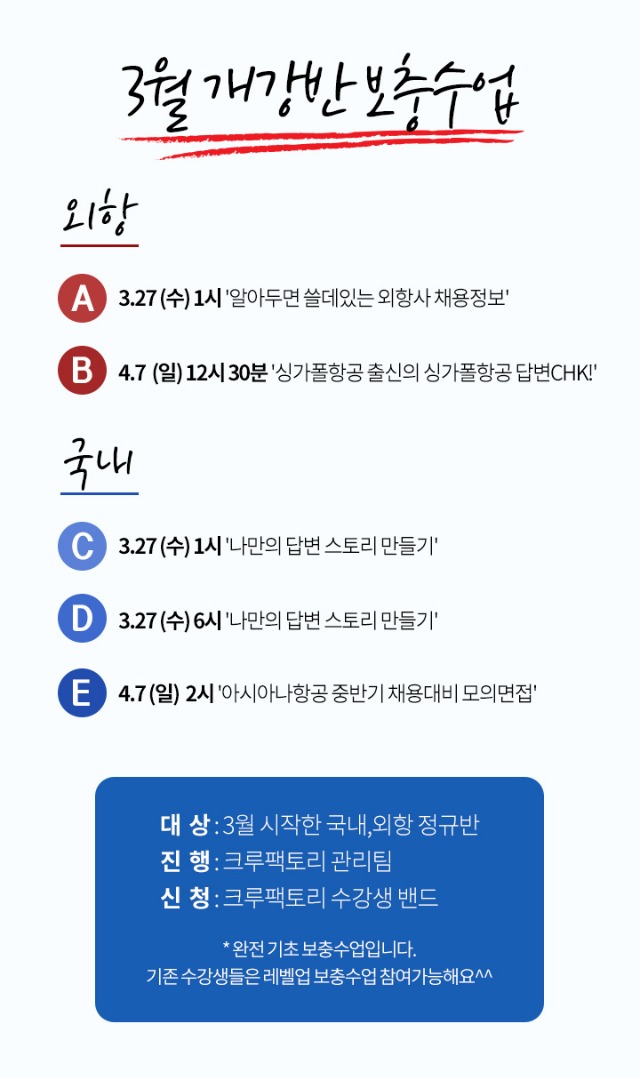 3월 개강반 보충수업
외항
A 3.27 (수) 1시 '알아두면 쓸데있는 외항사 채용정보'
B 4.7 (일) 12시 30분 '싱가폴항공 출신의 싱가폴항공 답변CHK!'
국내
C 3.27 (수) 1시 '나만의 답변 스토리 만들기'
D 3.27 (수) 6시 '나만의 답변 스토리 만들기'
E 4.7 (일) 2시 '아시아나항공 중반기 채용대비 모의면접'
대 상 : 3월 시작한 국내,외항 정규반
진 행 : 크루팩토리 관리팀
신 청 : 크루팩토리 수강생 밴드
* 완전 기초 보충수업입니다.
기존 수강생들은 레벨업 보충수업 참여가능해요^^